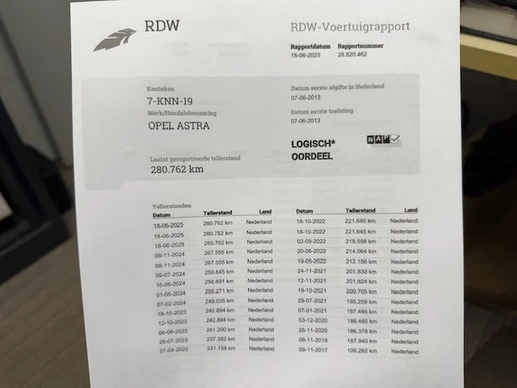 RDW
RDW-Voertuigrapport
Rapportdatum Rapportnummer
18-06-2025 28.820.462
Kenteken
7-KNN-19
Merk/Handelsbenaming
OPEL ASTRA
Laatst geregistreerde tellerstand
280.762 km
Datum eerste afgifte in Nederland
07-06-2013
Datum eerste toelating
07-06-2013
LOGISCH*
OORDEEL
NAP
Tellerstanden
Datum Tellerstand Land
18-06-2025 280.762 km Nederland
18-06-2025 280.762 km Nederland
18-06-2025 280.762 km Nederland
08-11-2024 267.555 km Nederland
08-11-2024 267.555 km Nederland
09-07-2024 259.645 km Nederland
16-06-2024 256.691 km Nederland
01-05-2024 255.271 km Nederland
07-02-2024 249.035 km Nederland
18-10-2023 242.894 km Nederland
12-10-2023 242.894 km Nederland
06-09-2023 241.200 km Nederland
28-07-2023 237.282 km Nederland
07-04-2023 231.158 km Nederland
Datum Tellerstand Land
18-10-2022 221.645 km Nederland
18-10-2022 221.645 km Nederland
02-09-2022 218.558 km Nederland
20-06-2022 214.064 km Nederland
19-05-2022 212.156 km Nederland
24-11-2021 201.830 km Nederland
12-11-2021 201.824 km Nederland
19-10-2021 200.705 km Nederland
29-07-2021 195.259 km Nederland
07-01-2021 187.446 km Nederland
03-12-2020 186.465 km Nederland
26-11-2020 186.378 km Nederland
06-11-2019 167.940 km Nederland
09-11-2017 106.282 km Nederland